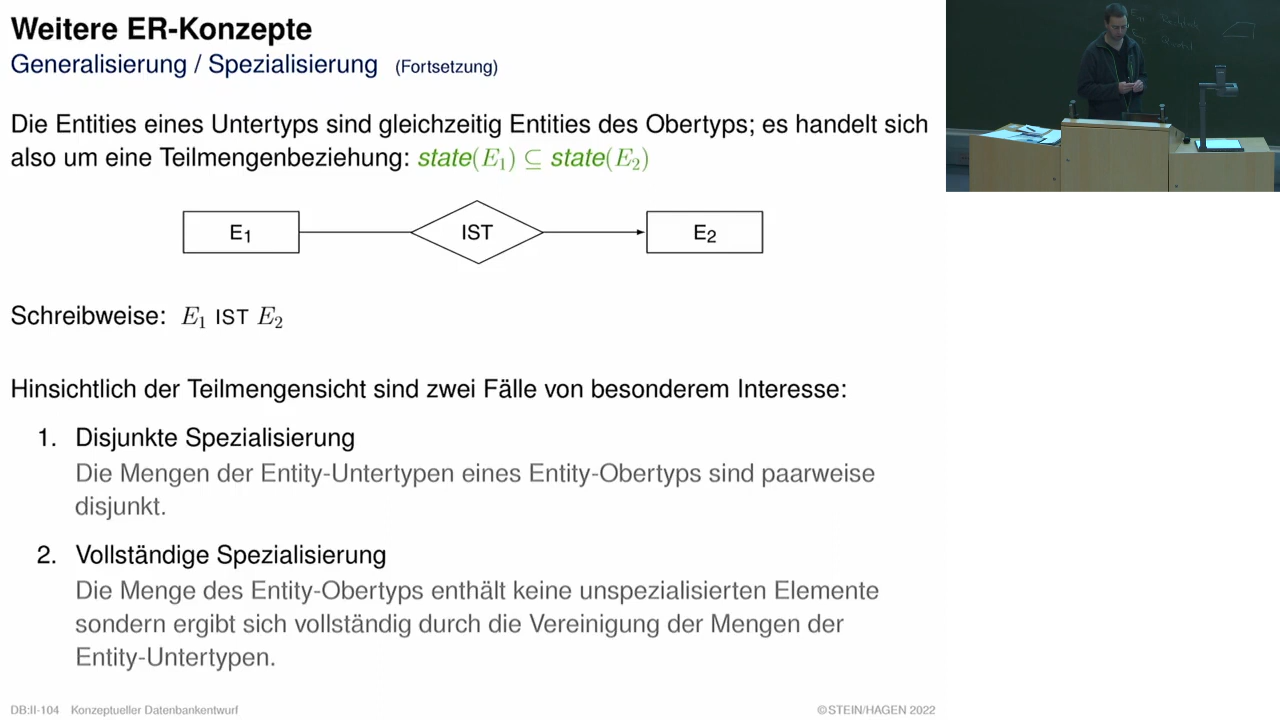 Weitere ER-Konzepte
Generalisierung / Spezialisierung (Fortsetzung)
Die Entities eines Untertyps sind gleichzeitig Entities des Obertyps; es handelt sich
also um eine Teilmengenbeziehung: state(E₁) ⊆ state(E₂)
E₁ IST E₂
Schreibweise: E₁ IST E₂
Hinsichtlich der Teilmengensicht sind zwei Fälle von besonderem Interesse:
1. Disjunkte Spezialisierung
Die Mengen der Entity-Untertypen eines Entity-Obertyps sind paarweise
disjunkt.
2. Vollständige Spezialisierung
Die Menge des Entity-Obertyps enthält keine unspezialisierten Elemente
sondern ergibt sich vollständig durch die Vereinigung der Mengen der
Entity-Untertypen.
DB:II-104 Konzeptueller Datenbankentwurf ©STEIN/HAGEN 2022